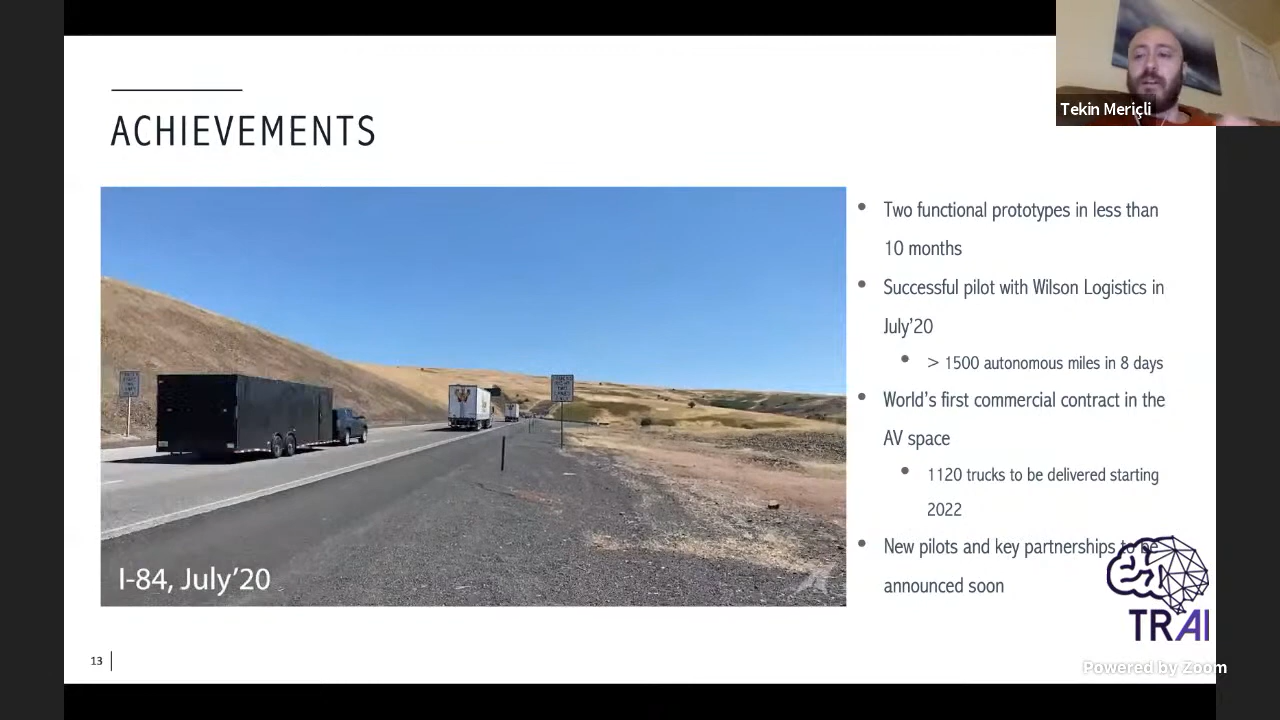 Tekin Meriçli
ACHIEVEMENTS
Two functional prototypes in less than
10 months
Successful pilot with Wilson Logistics in
July'20
> 1500 autonomous miles in 8 days
World's first commercial contract in the
AV space
1120 trucks to be delivered starting
2022
New pilots and key partnerships to be
announced soon
I-84, July'20
TRAI
13
Powered by Zoom